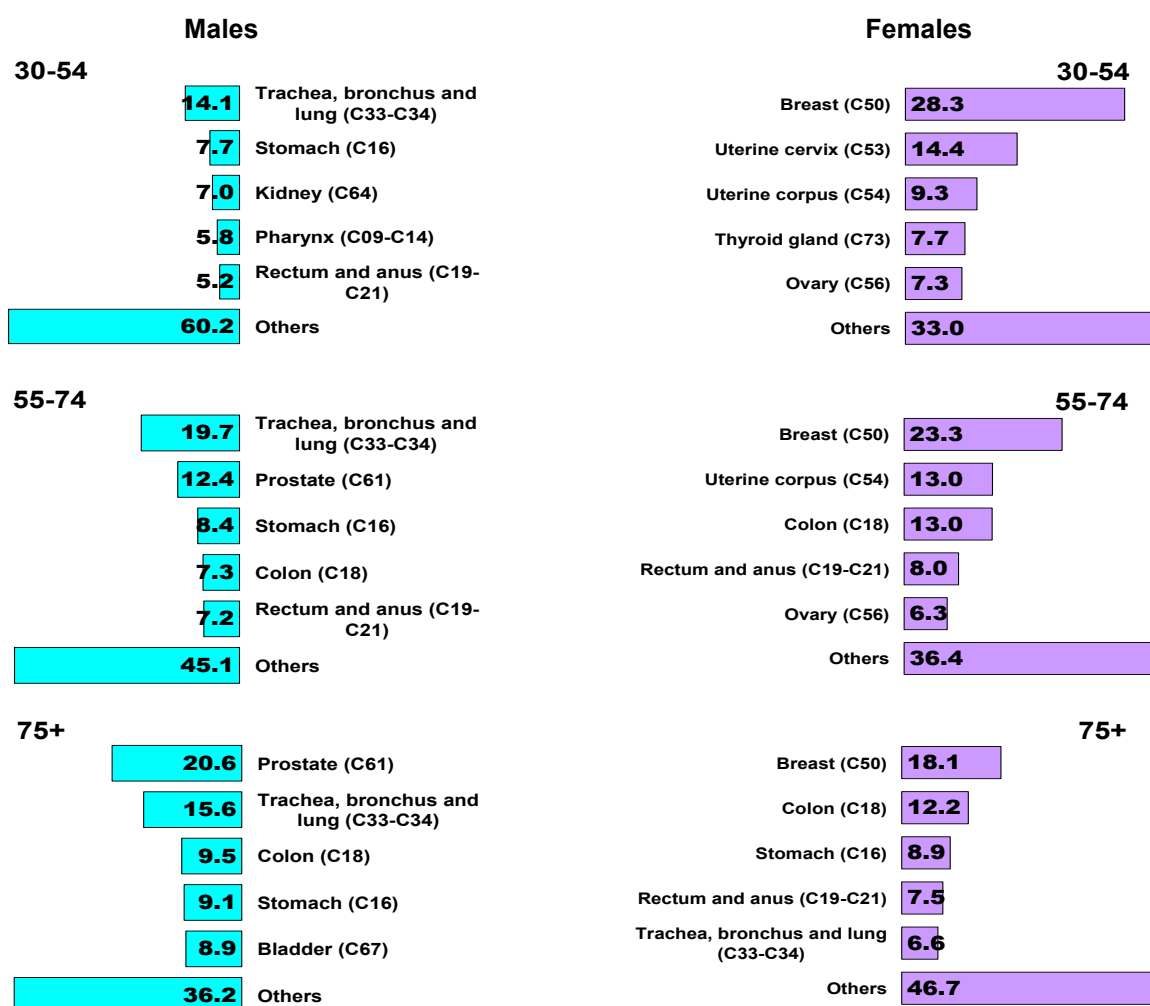 Males
30-54
14.1 Trachea, bronchus and
lung (C33-C34)
7.7 Stomach (C16)
7.0 Kidney (C64)
5.8 Pharynx (C09-C14)
5.2 Rectum and anus (C19-
C21)
60.2 Others
55-74
19.7 Trachea, bronchus and
lung (C33-C34)
12.4 Prostate (C61)
8.4 Stomach (C16)
7.3 Colon (C18)
7.2 Rectum and anus (C19-
C21)
45.1 Others
75+
20.6 Prostate (C61)
15.6 Trachea, bronchus and
lung (C33-C34)
9.5 Colon (C18)
9.1 Stomach (C16)
8.9 Bladder (C67)
36.2 Others
Females
30-54
Breast (C50) 28.3
Uterine cervix (C53) 14.4
Uterine corpus (C54) 9.3
Thyroid gland (C73) 7.7
Ovary (C56) 7.3
Others 33.0
55-74
Breast (C50) 23.3
Uterine corpus (C54) 13.0
Colon (C18) 13.0
Rectum and anus (C19-C21) 8.0
Ovary (C56) 6.3
Others 36.4
75+
Breast (C50) 18.1
Colon (C18) 12.2
Stomach (C16) 8.9
Rectum and anus (C19-C21) 7.5
Trachea, bronchus and lung
(C33-C34) 6.6
Others 46.7